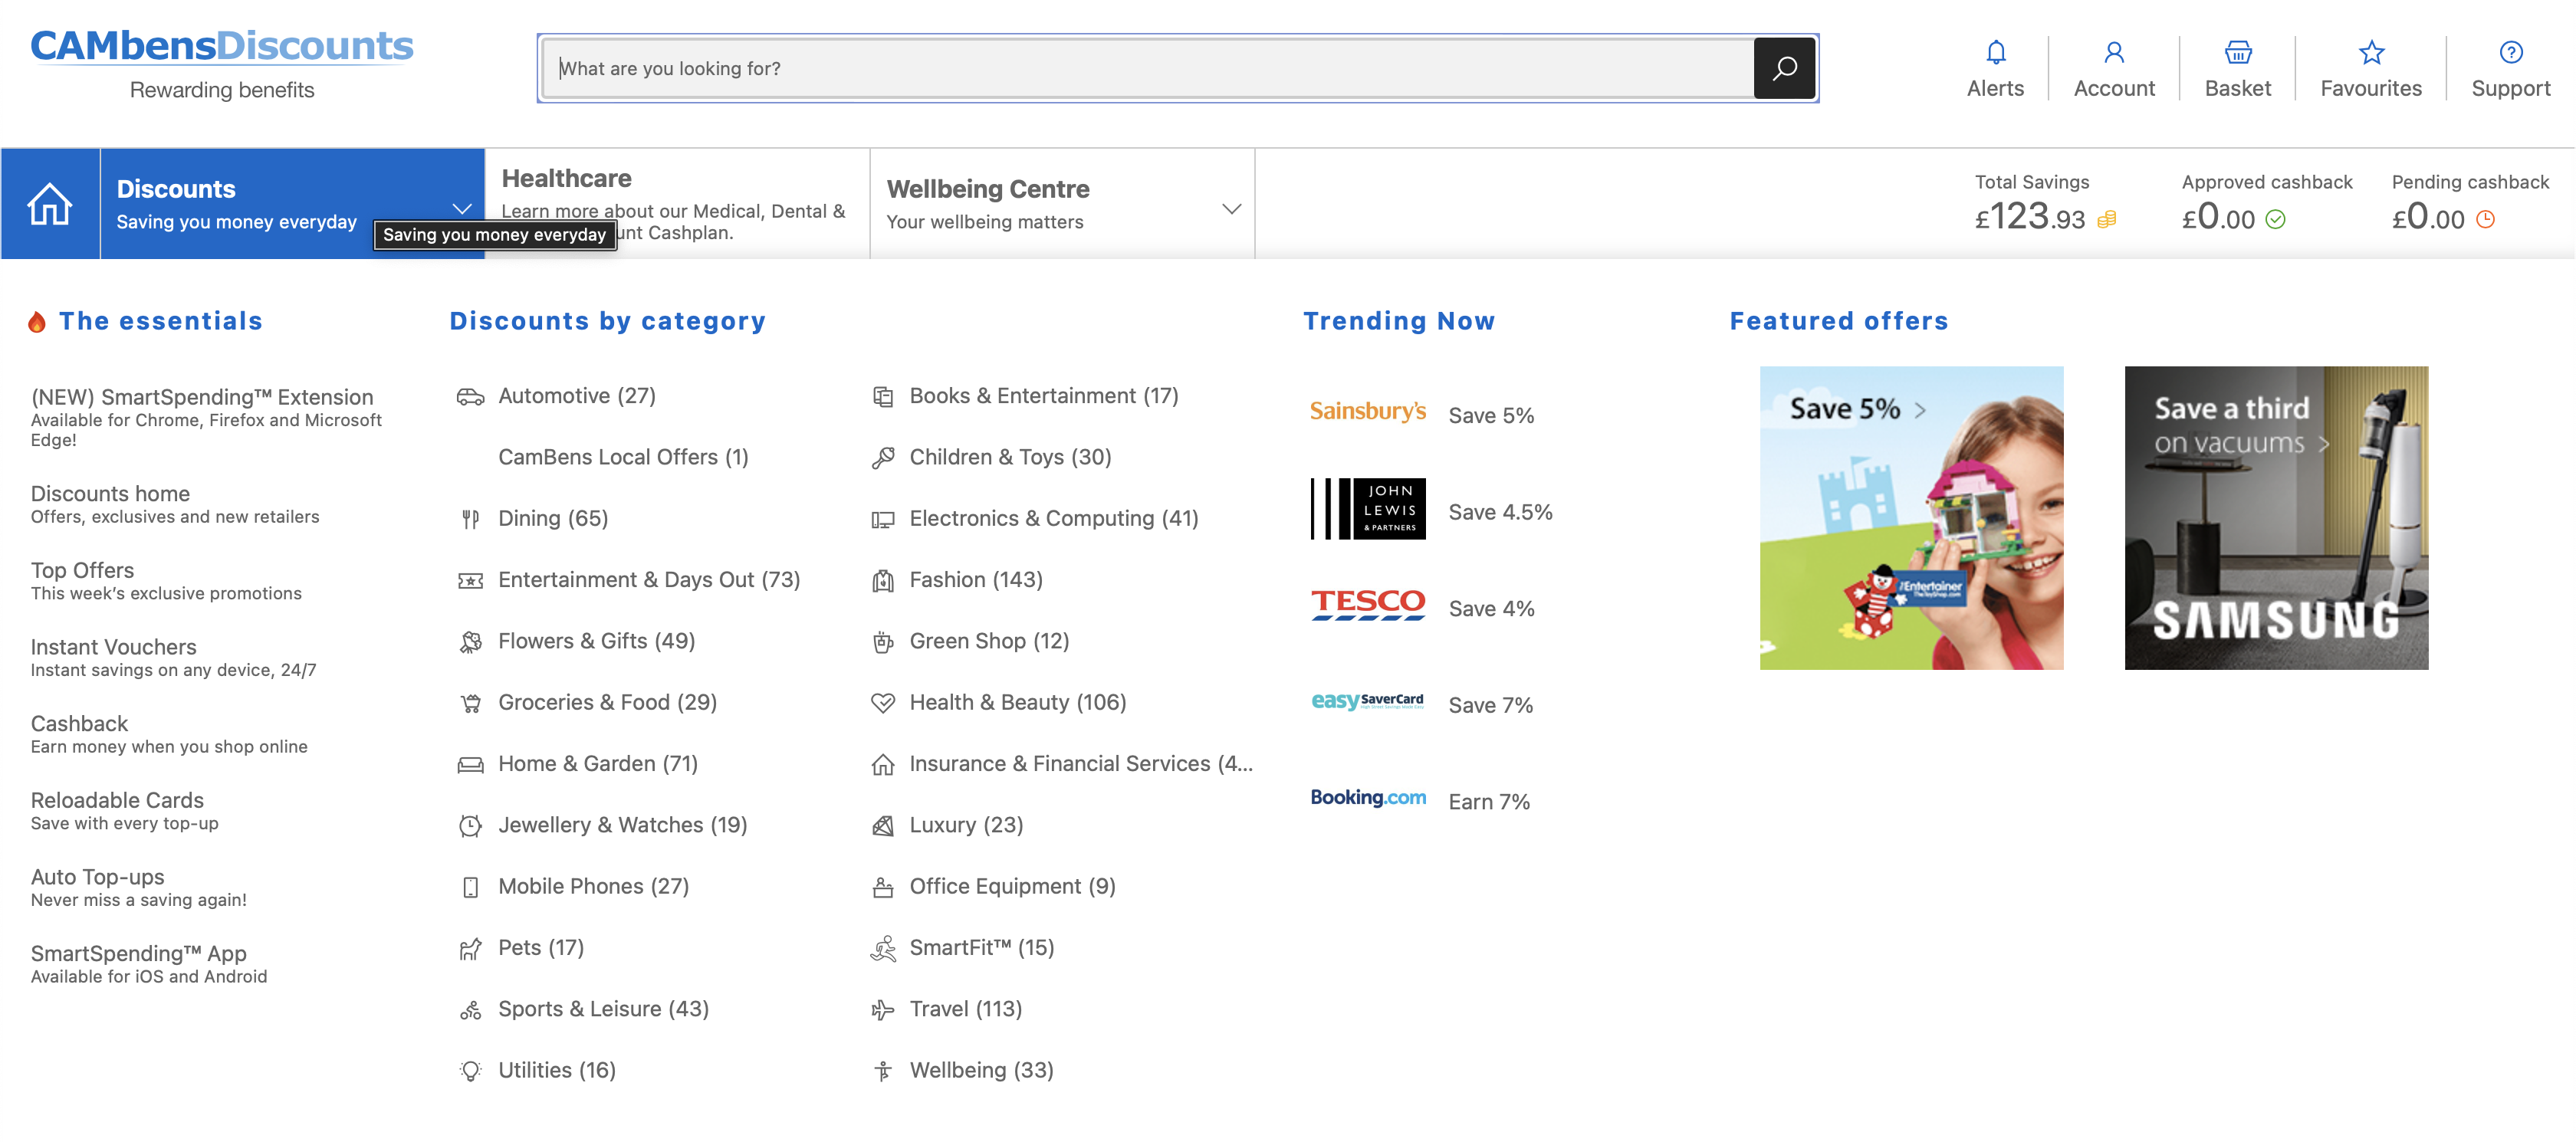 CAMbensDiscounts
Rewarding benefits
What are you looking for?
Alerts
Account
Basket
Favourites
Support
Discounts
Saving you money everyday
Saving you money everyday
Healthcare
Learn more about our Medical, Dental &
unt Cashplan.
Wellbeing Centre
Your wellbeing matters
Total Savings
£123.93
Approved cashback
£0.00
Pending cashback
£0.00
The essentials
(NEW) SmartSpending™ Extension
Available for Chrome, Firefox and Microsoft
Edge!
Discounts home
Offers, exclusives and new retailers
Top Offers
This week's exclusive promotions
Instant Vouchers
Instant savings on any device, 24/7
Cashback
Earn money when you shop online
Reloadable Cards
Save with every top-up
Auto Top-ups
Never miss a saving again!
SmartSpending™ App
Available for iOS and Android
Discounts by category
Automotive (27)
CamBens Local Offers (1)
Dining (65)
Entertainment & Days Out (73)
Flowers & Gifts (49)
Groceries & Food (29)
Home & Garden (71)
Jewellery & Watches (19)
Mobile Phones (27)
Pets (17)
Sports & Leisure (43)
Utilities (16)
Books & Entertainment (17)
Children & Toys (30)
Electronics & Computing (41)
Fashion (143)
Green Shop (12)
Health & Beauty (106)
Insurance & Financial Services (4...
Luxury (23)
Office Equipment (9)
SmartFit™ (15)
Travel (113)
Wellbeing (33)
Trending Now
Sainsbury's
Save 5%
JOHN
LEWIS
& PARTNERS
Save 4.5%
TESCO
Save 4%
easy SaverCard
Save 7%
Booking.com
Earn 7%
Featured offers
Save 5% >
The Entertainer
TheToyShop.com
Save a third
on vacuums >
SAMSUNG